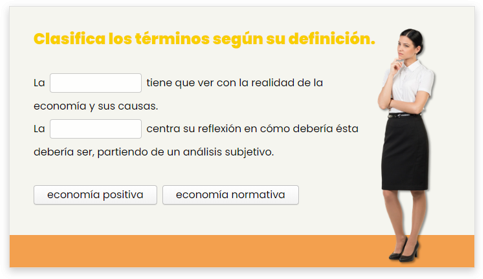 Clasifica los términos según su definición.
La tiene que ver con la realidad de la
economía y sus causas.
La centra su reflexión en cómo debería ésta
debería ser, partiendo de un análisis subjetivo.
economía positiva economía normativa